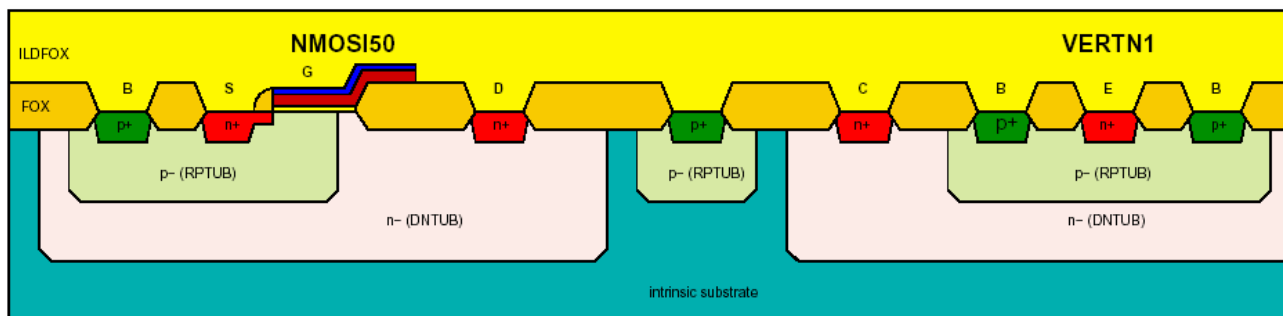 NMOSI50
VERTN1
ILDFOX
G
B
S
D
C
B
E
B
FOX
p+
n+
n+
p+
n+
p+
n+
p+
p− (RPTUB)
p− (RPTUB)
p− (RPTUB)
n− (DNTUB)
n− (DNTUB)
intrinsic substrate